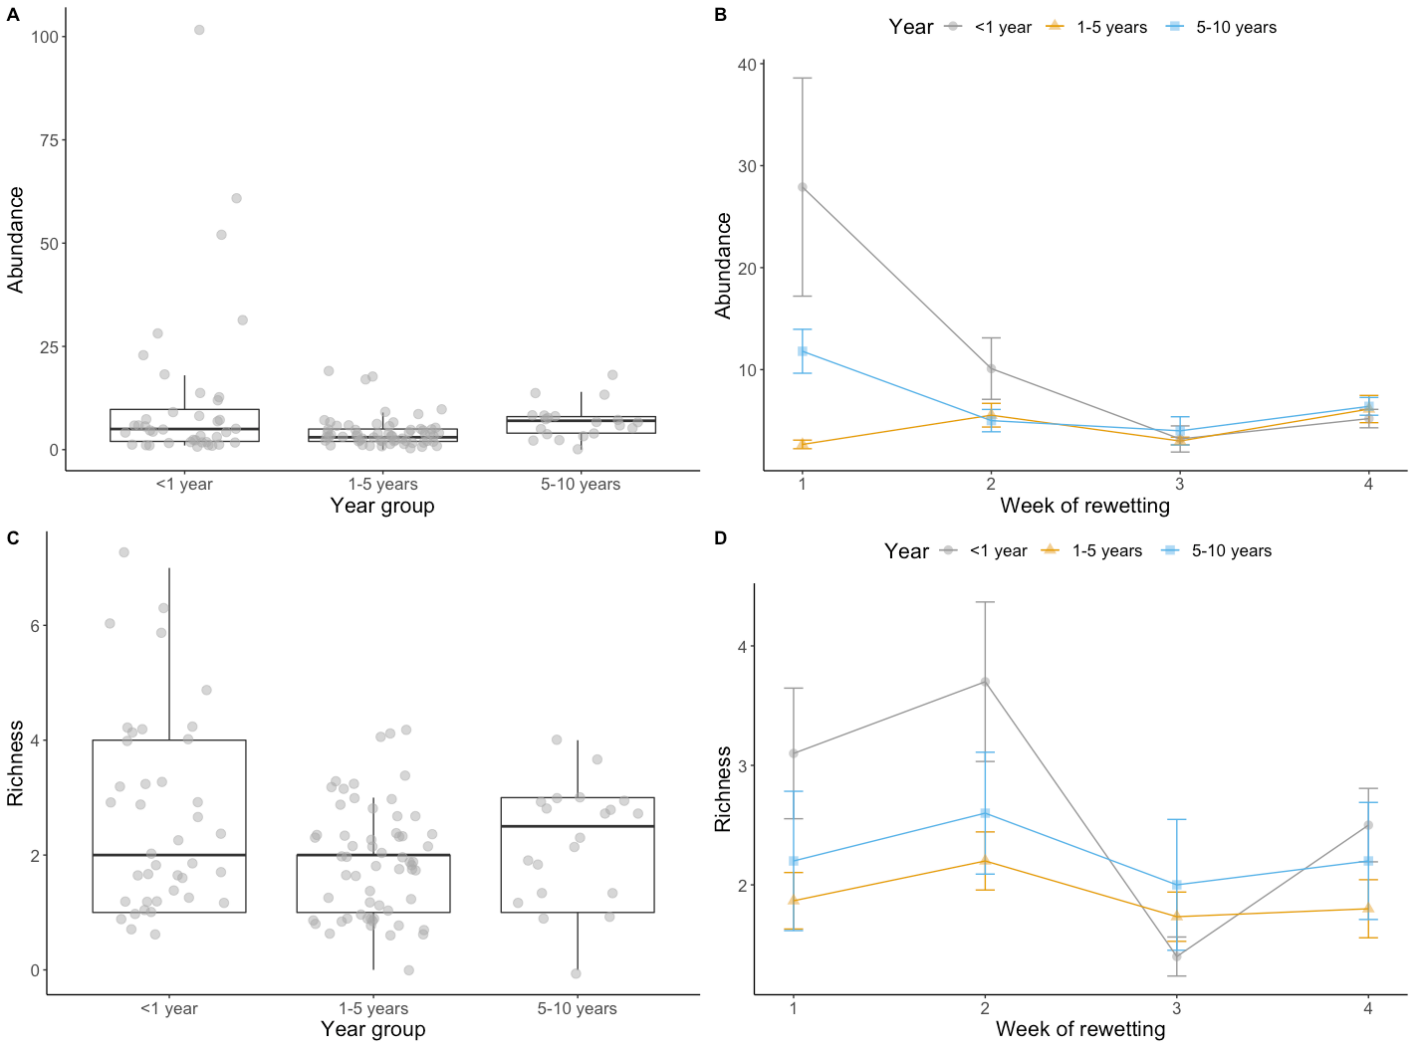 A
100
75
50
25
0
Abundance
<1 year
1-5 years
5-10 years
Year group
B
Year
<1 year
1-5 years
5-10 years
40
30
20
10
Abundance
1
2
3
4
Week of rewetting
C
6
4
2
0
Richness
<1 year
1-5 years
5-10 years
Year group
D
Year
<1 year
1-5 years
5-10 years
4
3
2
Richness
1
2
3
4
Week of rewetting